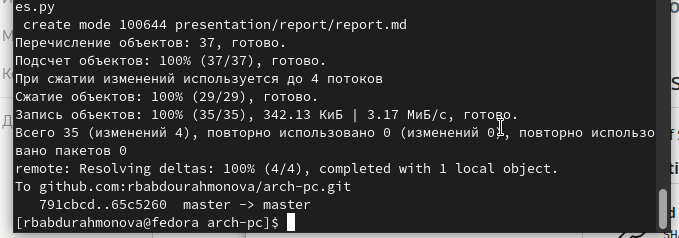 es.py
 create mode 100644 presentation/report/report.md
Перечисление объектов: 37, готово.
Подсчет объектов: 100% (37/37), готово.
При сжатии изменений используется до 4 потоков
Сжатие объектов: 100% (29/29), готово.
Запись объектов: 100% (35/35), 342.13 КиБ | 3.17 МиБ/с, готово.
Всего 35 (изменений 4), повторно использовано 0 (изменений 0), повторно использо
вано пакетов 0
remote: Resolving deltas: 100% (4/4), completed with 1 local object.
To github.com:rbabdourahmonova/arch-pc.git
   791cbcd..65c5260  master -> master
[rbabdurahmonova@fedora arch-pc]$